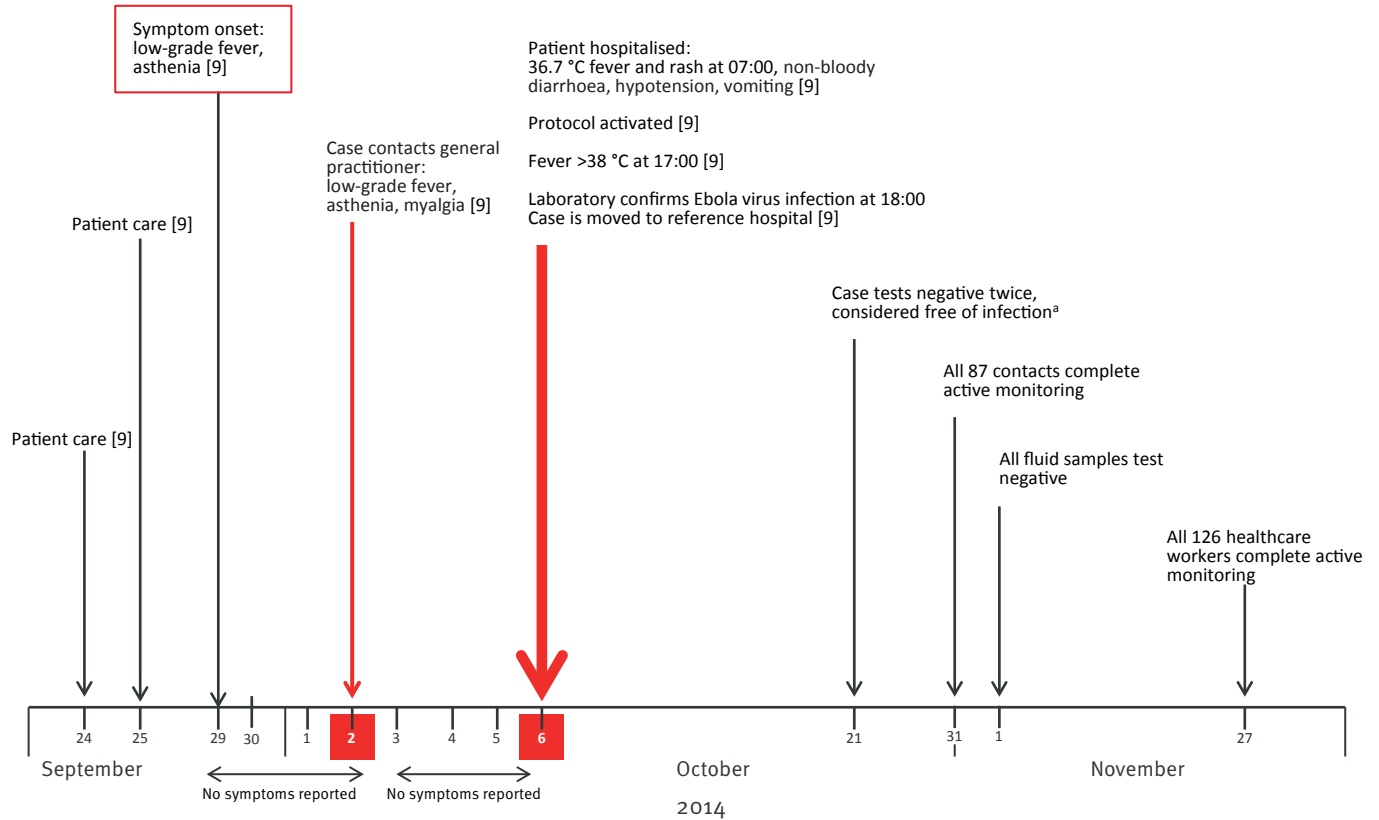 Symptom onset:
low-grade fever,
asthenia [9]
Patient hospitalised:
36.7 °C fever and rash at 07:00, non-bloody
diarrhoea, hypotension, vomiting [9]
Protocol activated [9]
Fever >38 °C at 17:00 [9]
Laboratory confirms Ebola virus infection at 18:00
Case is moved to reference hospital [9]
Case contacts general
practitioner:
low-grade fever,
asthenia, myalgia [9]
Patient care [9]
Case tests negative twice,
considered free of infectionᵃ
All 87 contacts complete
active monitoring
Patient care [9]
All fluid samples test
negative
All 126 healthcare
workers complete active
monitoring
24 25 29 30 1 2 3 4 5 6 21 31 1 27
September October November
No symptoms reported No symptoms reported
2014